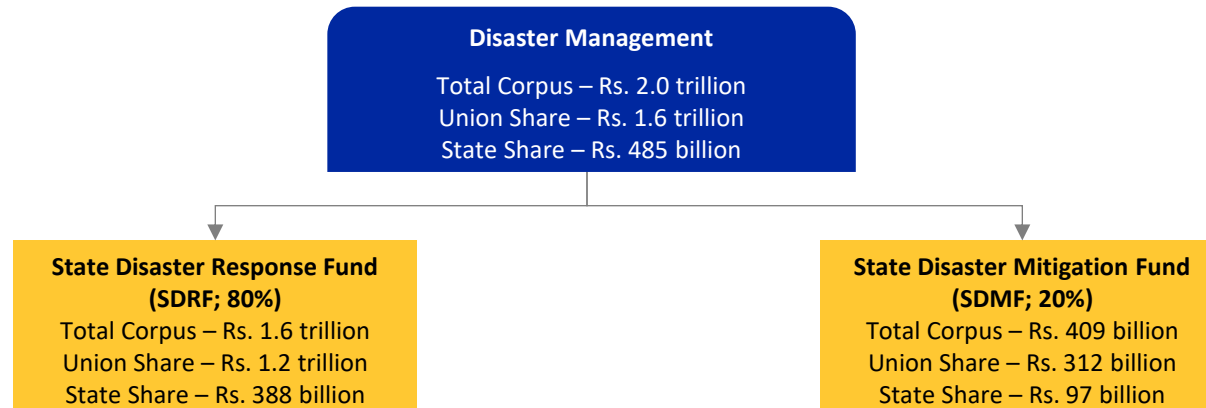 Disaster Management
Total Corpus – Rs. 2.0 trillion
Union Share – Rs. 1.6 trillion
State Share – Rs. 485 billion
State Disaster Response Fund
(SDRF; 80%)
Total Corpus – Rs. 1.6 trillion
Union Share – Rs. 1.2 trillion
State Share – Rs. 388 billion
State Disaster Mitigation Fund
(SDMF; 20%)
Total Corpus – Rs. 409 billion
Union Share – Rs. 312 billion
State Share – Rs. 97 billion